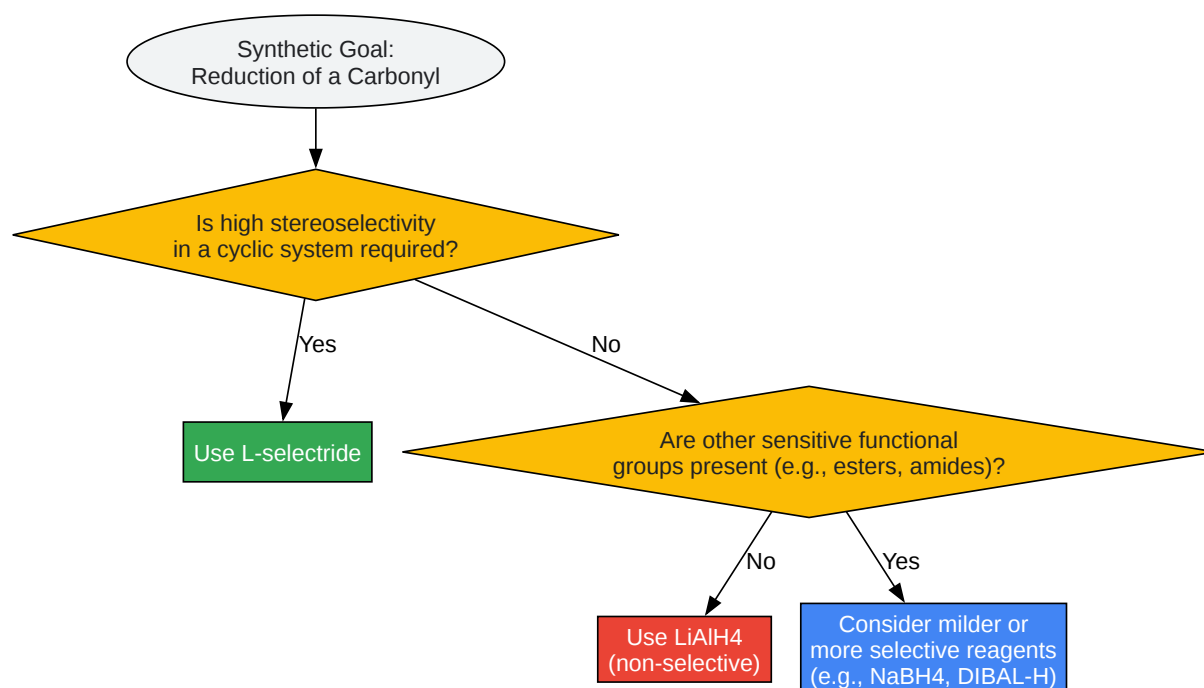 Synthetic Goal:
Reduction of a Carbonyl
Is high stereoselectivity
in a cyclic system required?
Yes
No
Use L-selectride
Are other sensitive functional
groups present (e.g., esters, amides)?
No
Yes
Use LiAlH4
(non-selective)
Consider milder or
more selective reagents
(e.g., NaBH4, DIBAL-H)